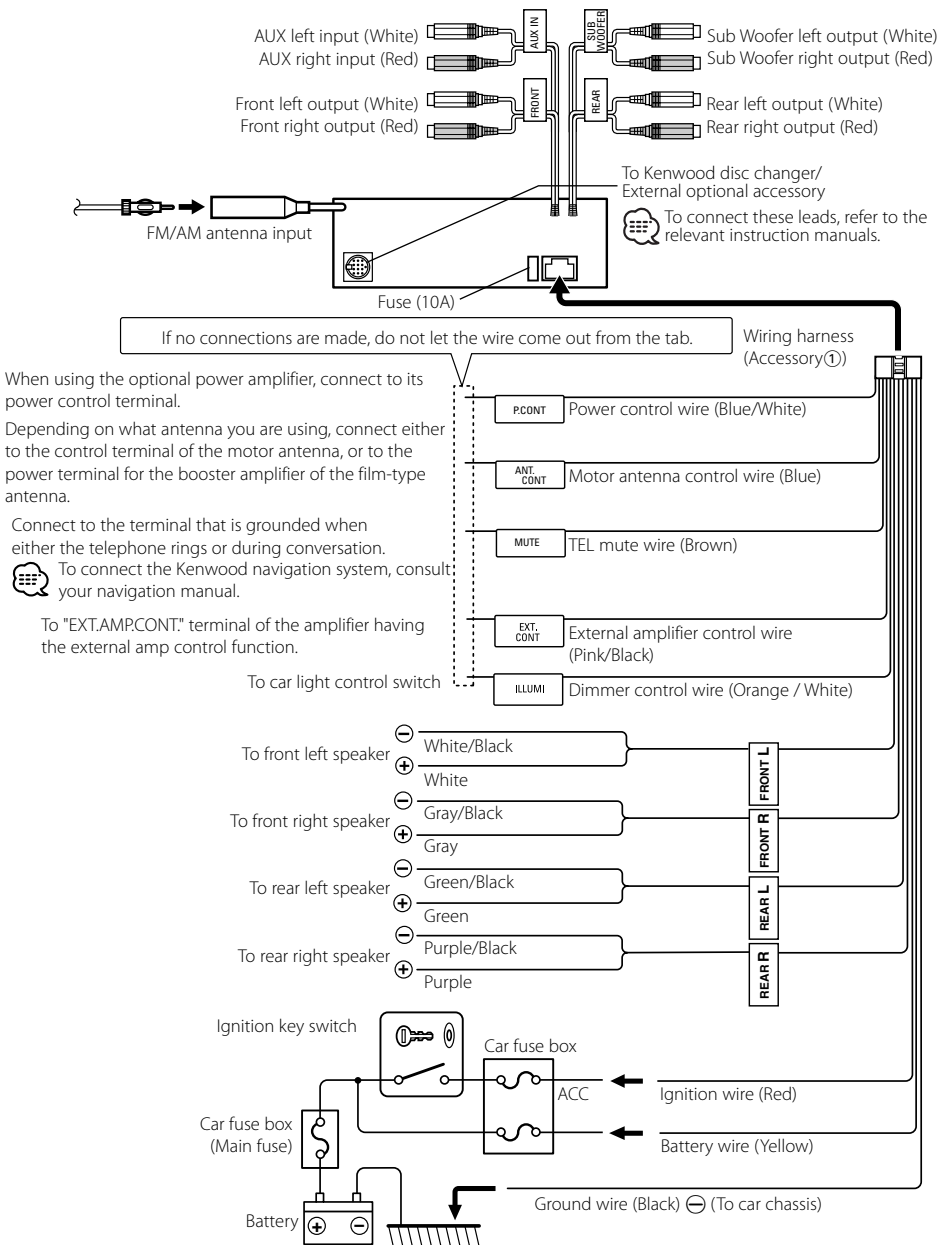 AUX left input (White)
AUX right input (Red)
AUX IN
SUB
WOOFER
Sub Woofer left output (White)
Sub Woofer right output (Red)
Front left output (White)
Front right output (Red)
FRONT
REAR
Rear left output (White)
Rear right output (Red)
To Kenwood disc changer/
External optional accessory
To connect these leads, refer to the
relevant instruction manuals.
FM/AM antenna input
Fuse (10A)
If no connections are made, do not let the wire come out from the tab.
Wiring harness
(Accessory①)
When using the optional power amplifier, connect to its
power control terminal.
P.CONT
Power control wire (Blue/White)
Depending on what antenna you are using, connect either
to the control terminal of the motor antenna, or to the
power terminal for the booster amplifier of the film-type
antenna.
ANT.
CONT
Motor antenna control wire (Blue)
Connect to the terminal that is grounded when
either the telephone rings or during conversation.
To connect the Kenwood navigation system, consult
your navigation manual.
MUTE
TEL mute wire (Brown)
To "EXT.AMP.CONT." terminal of the amplifier having
the external amp control function.
EXT.
CONT
External amplifier control wire
(Pink/Black)
To car light control switch
ILLUMI
Dimmer control wire (Orange / White)
To front left speaker
⊖
White/Black
⊕
White
FRONT L
To front right speaker
⊖
Gray/Black
⊕
Gray
FRONT R
To rear left speaker
⊖
Green/Black
⊕
Green
REAR L
To rear right speaker
⊖
Purple/Black
⊕
Purple
REAR R
Ignition key switch
Car fuse box
ACC
Ignition wire (Red)
Car fuse box
(Main fuse)
Battery wire (Yellow)
Ground wire (Black) ⊖ (To car chassis)
Battery
⊕ ⊖